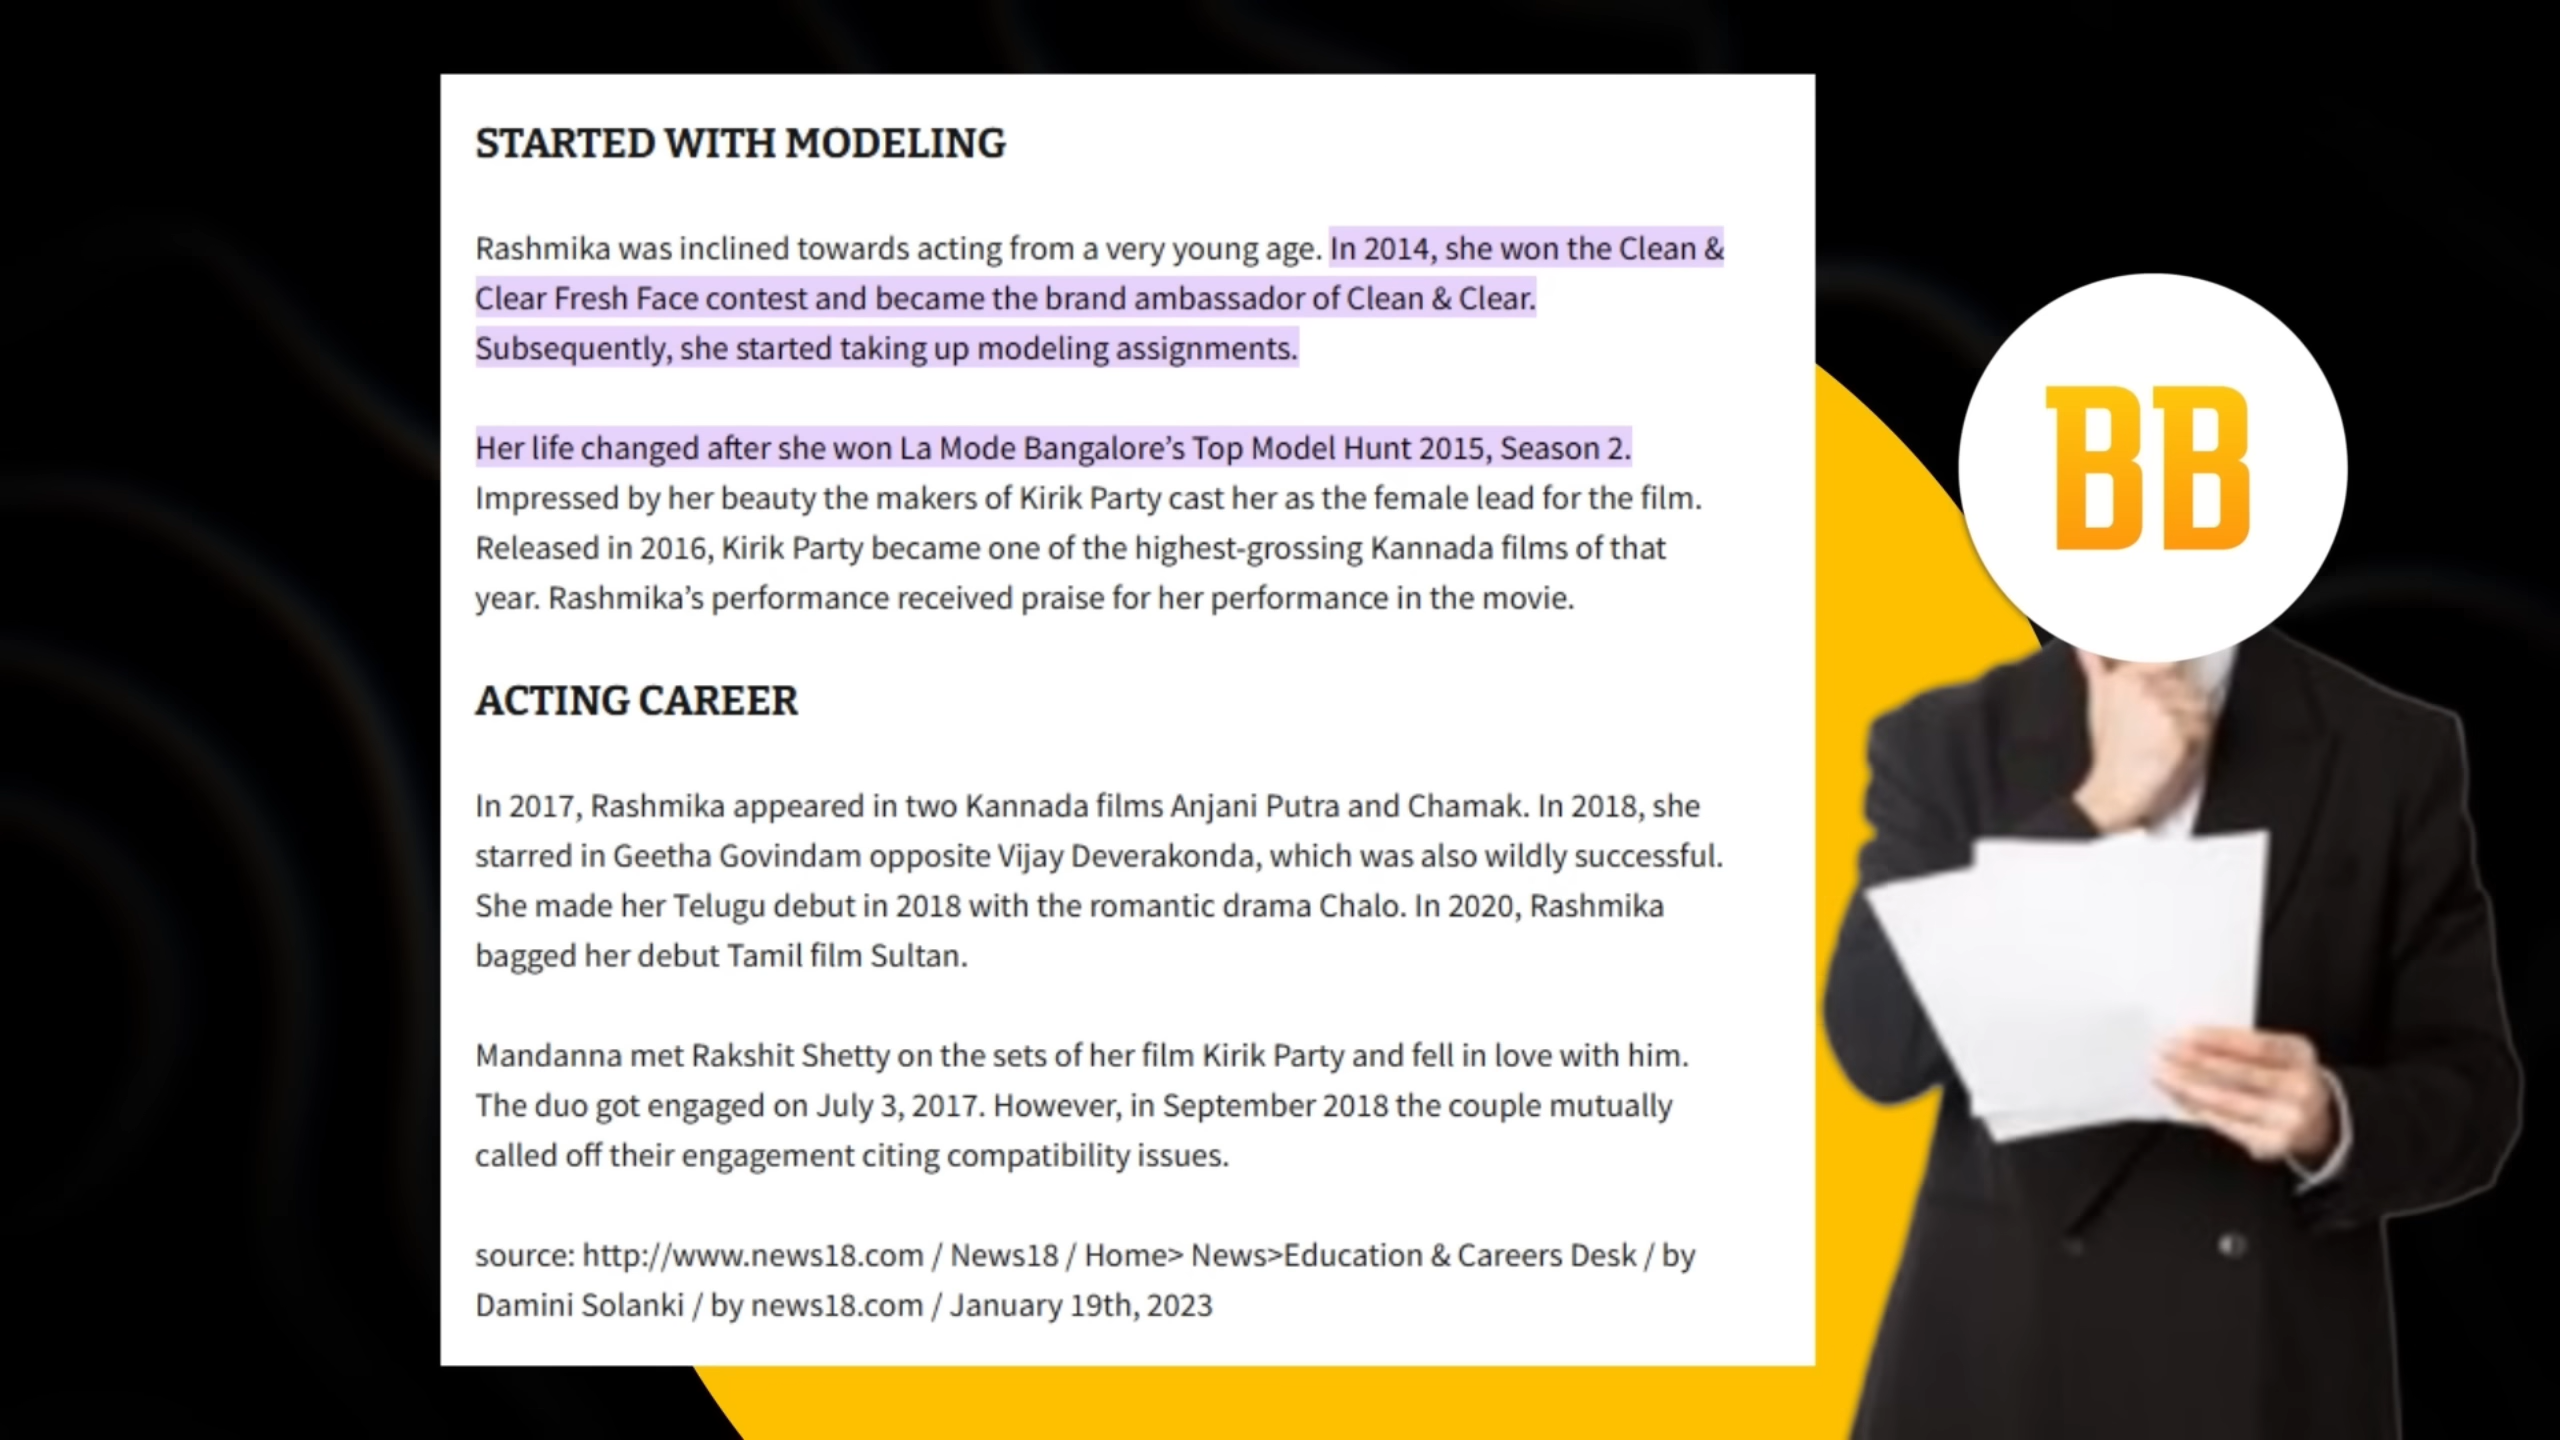 STARTED WITH MODELING
Rashmika was inclined towards acting from a very young age. In 2014, she won the Clean &
Clear Fresh Face contest and became the brand ambassador of Clean & Clear.
Subsequently, she started taking up modeling assignments.
Her life changed after she won La Mode Bangalore’s Top Model Hunt 2015, Season 2.
Impressed by her beauty the makers of Kirik Party cast her as the female lead for the film.
Released in 2016, Kirik Party became one of the highest-grossing Kannada films of that
year. Rashmika’s performance received praise for her performance in the movie.
ACTING CAREER
In 2017, Rashmika appeared in two Kannada films Anjani Putra and Chamak. In 2018, she
starred in Geetha Govindam opposite Vijay Deverakonda, which was also wildly successful.
She made her Telugu debut in 2018 with the romantic drama Chalo. In 2020, Rashmika
bagged her debut Tamil film Sultan.
Mandanna met Rakshit Shetty on the sets of her film Kirik Party and fell in love with him.
The duo got engaged on July 3, 2017. However, in September 2018 the couple mutually
called off their engagement citing compatibility issues.
source: http://www.news18.com / News18 / Home> News>Education & Careers Desk / by
Damini Solanki / by news18.com / January 19th, 2023
BB